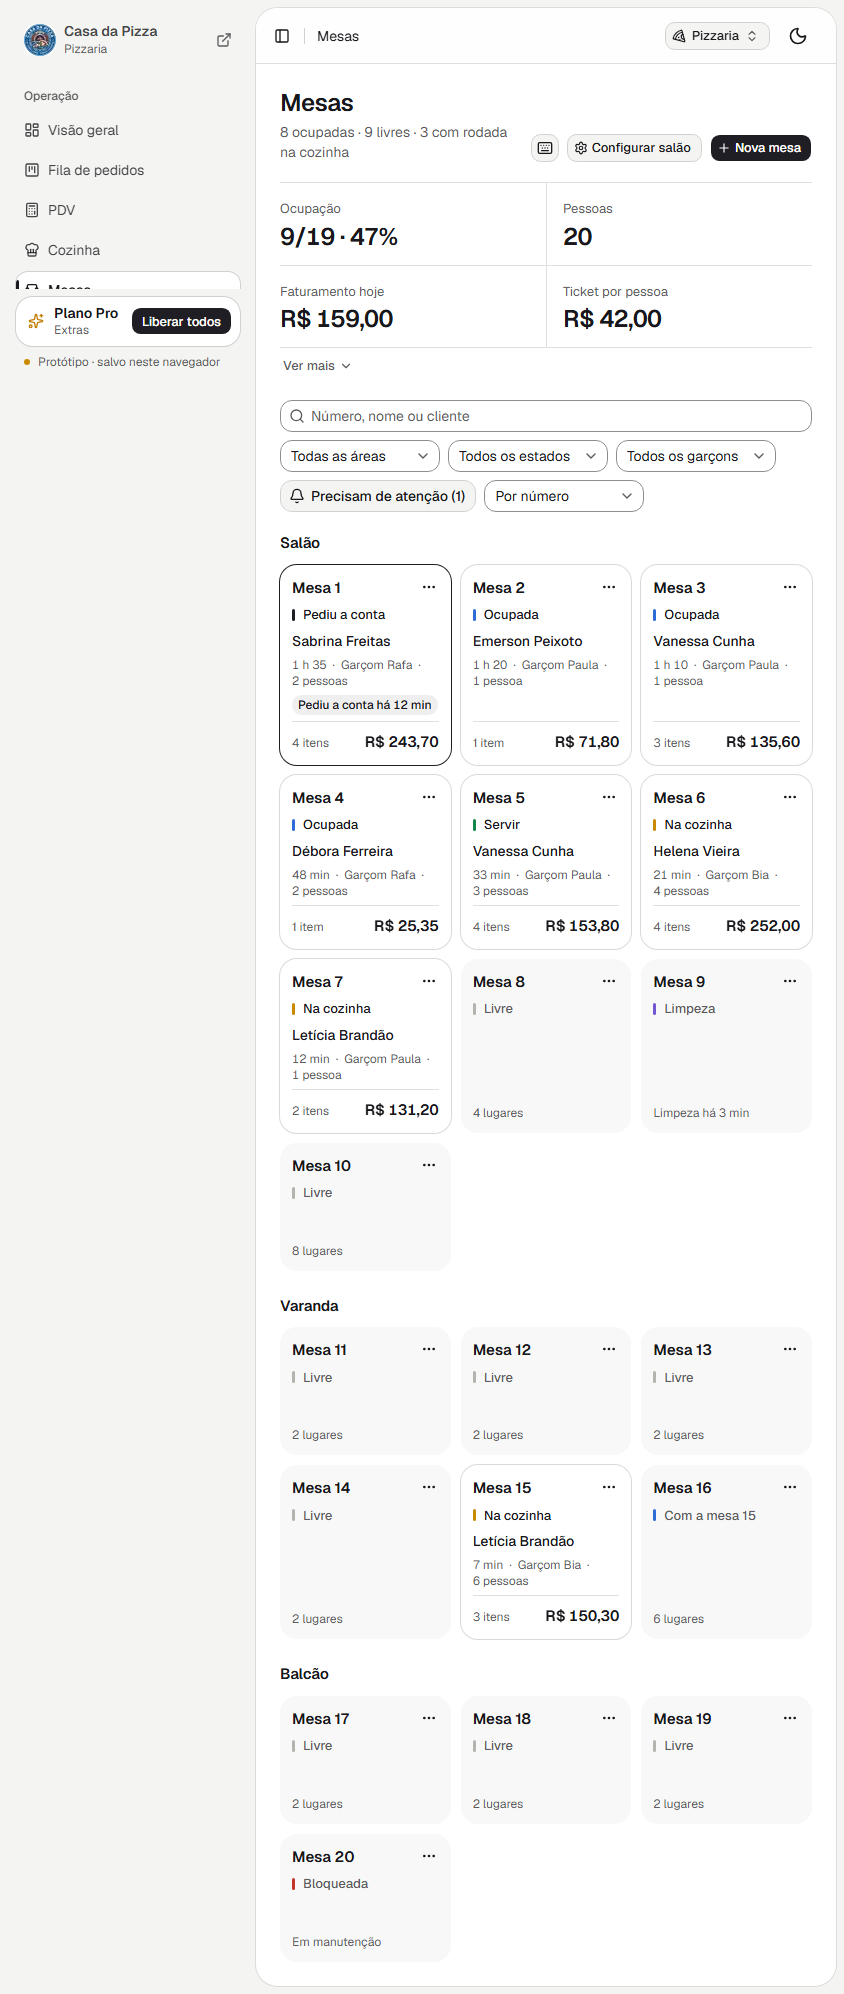 Casa da Pizza
Pizzaria
Operação
Visão geral
Fila de pedidos
PDV
Cozinha
Mesas
Plano Pro
Extras
Liberar todos
Protótipo · salvo neste navegador
Mesas
Pizzaria
Mesas
8 ocupadas · 9 livres · 3 com rodada
na cozinha
Configurar salão
Nova mesa
Ocupação
9/19 · 47%
Pessoas
20
Faturamento hoje
R$ 159,00
Ticket por pessoa
R$ 42,00
Ver mais
Número, nome ou cliente
Todas as áreas
Todos os estados
Todos os garçons
Precisam de atenção (1)
Por número
Salão
Mesa 1
Pediu a conta
Sabrina Freitas
1 h 35 · Garçom Rafa ·
2 pessoas
Pediu a conta há 12 min
4 itens R$ 243,70
Mesa 2
Ocupada
Emerson Peixoto
1 h 20 · Garçom Paula ·
1 pessoa
1 item R$ 71,80
Mesa 3
Ocupada
Vanessa Cunha
1 h 10 · Garçom Paula ·
1 pessoa
3 itens R$ 135,60
Mesa 4
Ocupada
Débora Ferreira
48 min · Garçom Rafa ·
2 pessoas
1 item R$ 25,35
Mesa 5
Servir
Vanessa Cunha
33 min · Garçom Paula ·
3 pessoas
4 itens R$ 153,80
Mesa 6
Na cozinha
Helena Vieira
21 min · Garçom Bia ·
4 pessoas
4 itens R$ 252,00
Mesa 7
Na cozinha
Letícia Brandão
12 min · Garçom Paula ·
1 pessoa
2 itens R$ 131,20
Mesa 8
Livre
4 lugares
Mesa 9
Limpeza
Limpeza há 3 min
Mesa 10
Livre
8 lugares
Varanda
Mesa 11
Livre
2 lugares
Mesa 12
Livre
2 lugares
Mesa 13
Livre
2 lugares
Mesa 14
Livre
2 lugares
Mesa 15
Na cozinha
Letícia Brandão
7 min · Garçom Bia ·
6 pessoas
3 itens R$ 150,30
Mesa 16
Com a mesa 15
6 lugares
Balcão
Mesa 17
Livre
2 lugares
Mesa 18
Livre
2 lugares
Mesa 19
Livre
2 lugares
Mesa 20
Bloqueada
Em manutenção